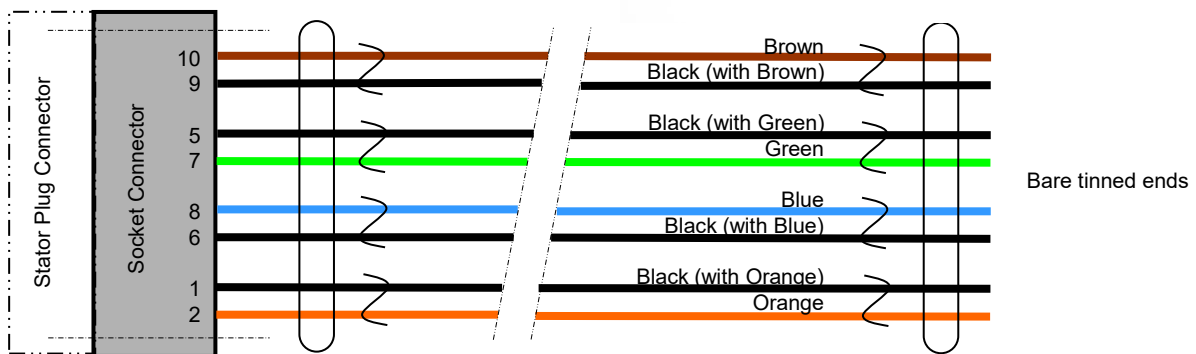 Stator Plug Connector
Socket Connector
10
Brown
9
Black (with Brown)
5
Black (with Green)
7
Green
8
Blue
6
Black (with Blue)
1
Black (with Orange)
2
Orange
Bare tinned ends